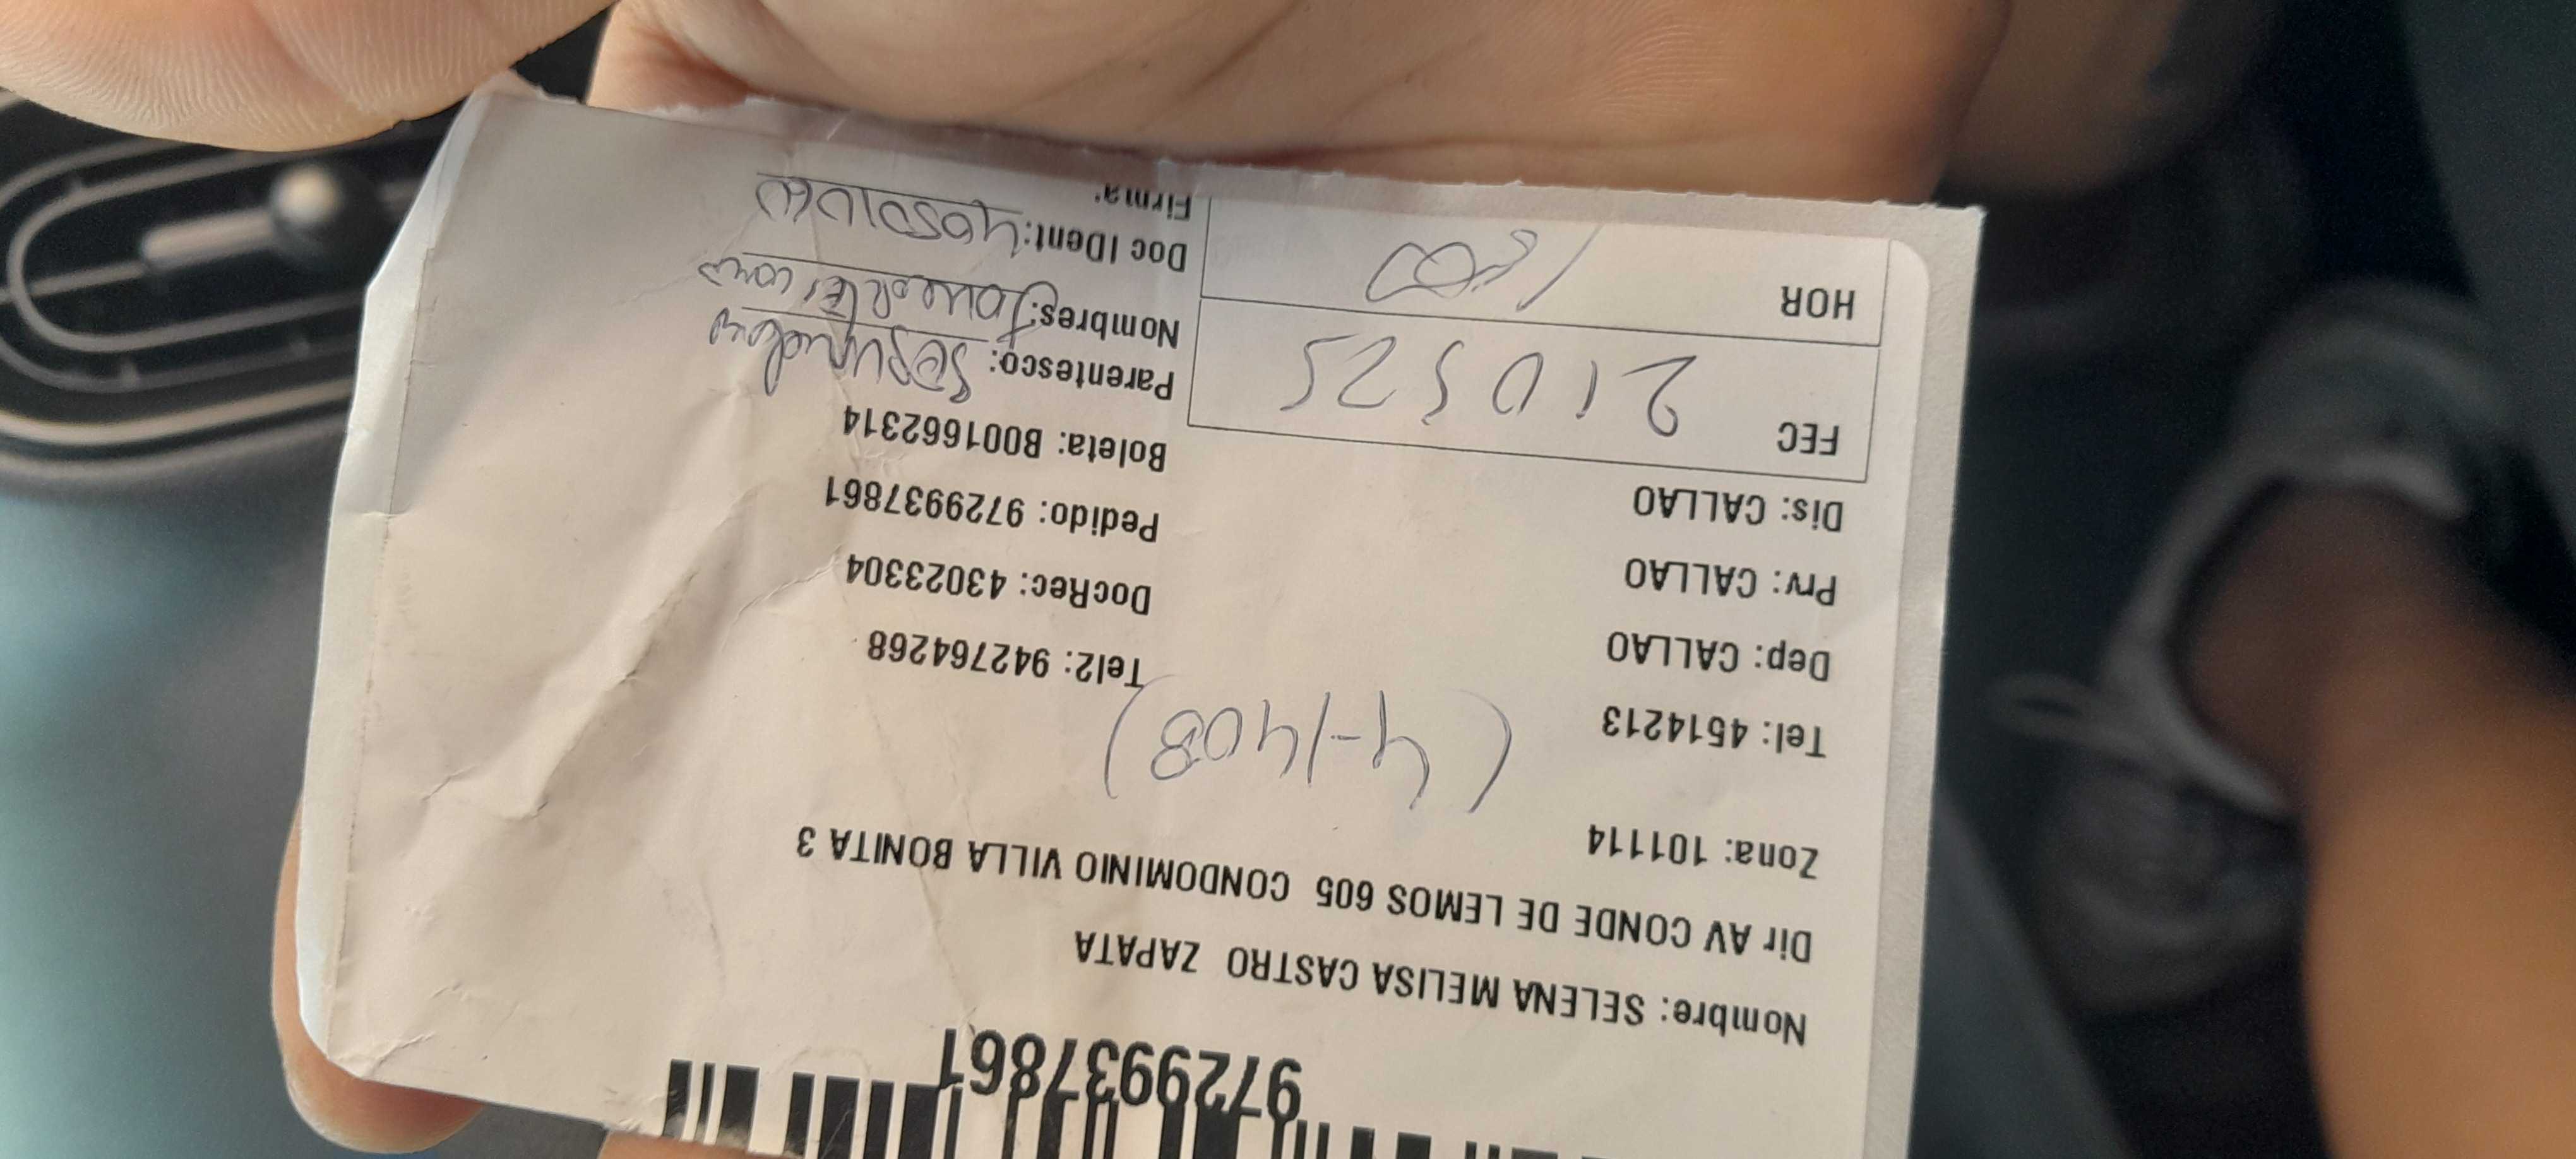 9729937861
Nombre: SELENA MELISA CASTRO ZAPATA
Dir AV CONDE DE LEMOS 605 CONDOMINIO VILLA BONITA 3
Zona: 101114
(4-1408)
Tel: 4514213 Tel2: 942764268
Dep: CALLAO DocRec: 43023304
Prv: CALLAO Pedido: 9729937861
Dis: CALLAO Boleta: B001662314
FEC 210525 Parentesco:
HOR Nombres:
Doc IDent:
Firma: